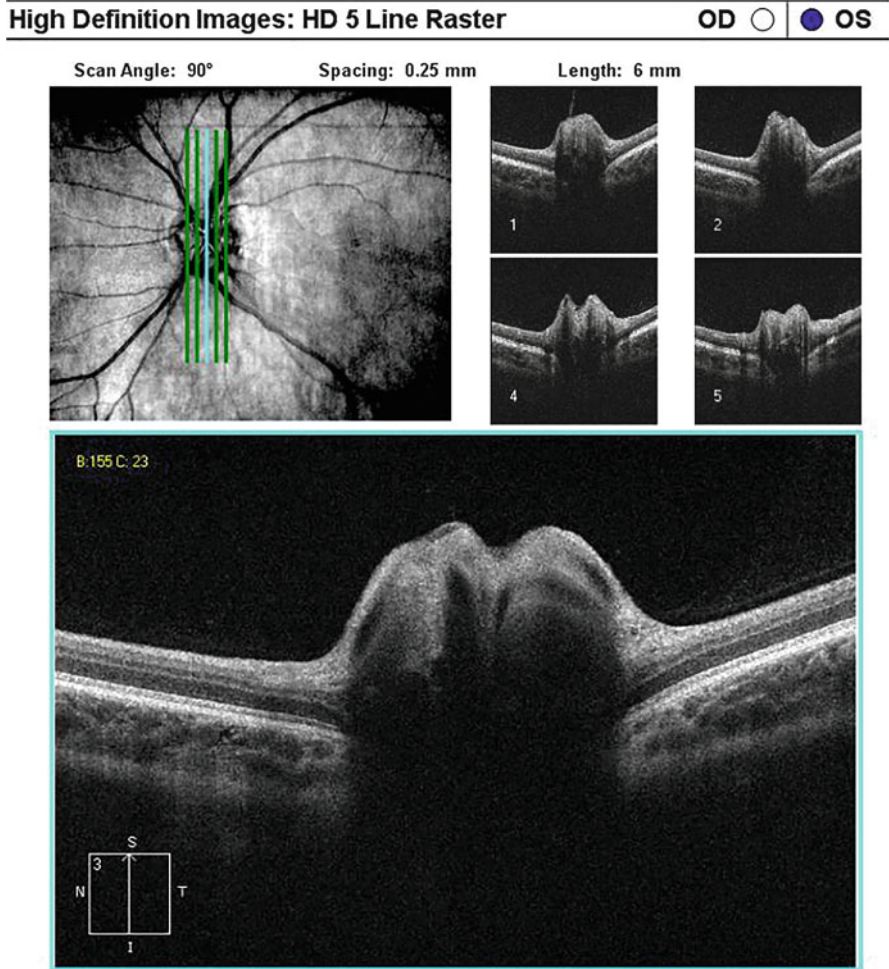 High Definition Images: HD 5 Line Raster OD OS
Scan Angle: 90° Spacing: 0.25 mm Length: 6 mm
1 2
4 5
B:155 C: 23
S
3
N T
I